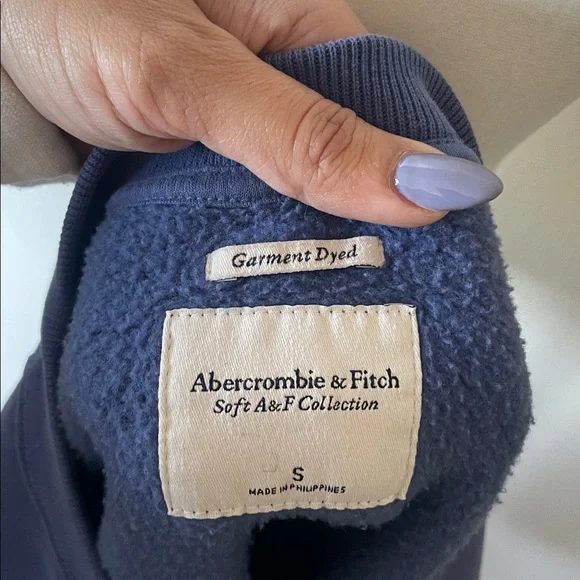 Garment Dyed
Abercrombie & Fitch
Soft A&F Collection
S
MADE IN PHILIPPINES